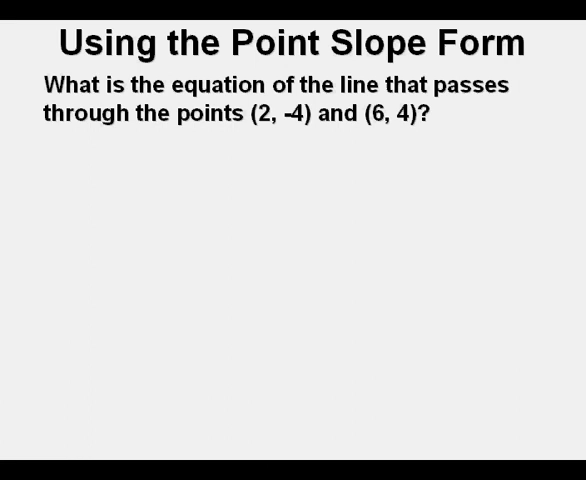 Using the Point Slope Form
What is the equation of the line that passes
through the points (2, -4) and (6, 4)?